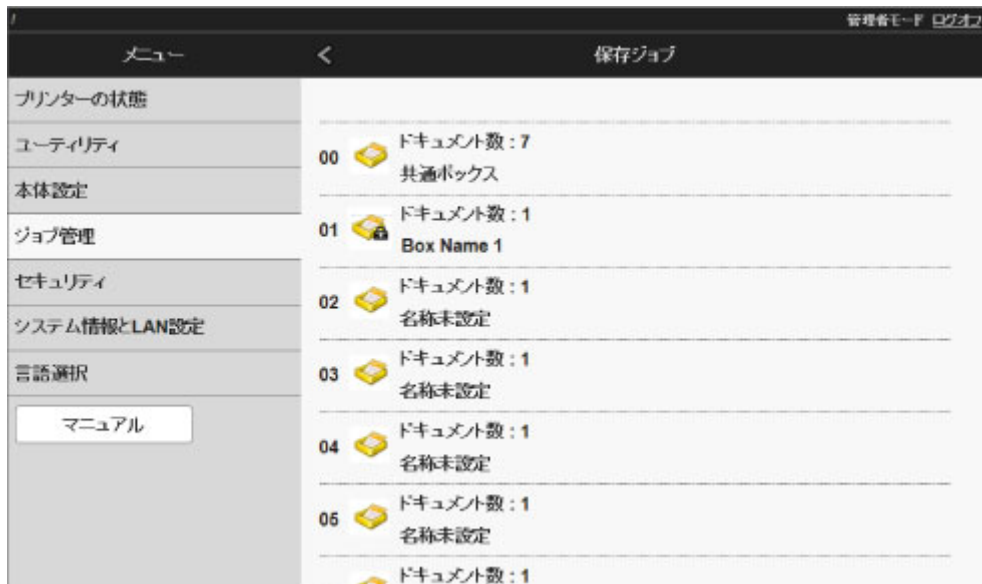 /
管理者モード ログオフ
メニュー
<
保存ジョブ
プリンターの状態
ユーティリティ
本体設定
ジョブ管理
セキュリティ
システム情報とLAN設定
言語選択
マニュアル
00
ドキュメント数 : 7
共通ボックス
01
ドキュメント数 : 1
Box Name 1
02
ドキュメント数 : 1
名称未設定
03
ドキュメント数 : 1
名称未設定
04
ドキュメント数 : 1
名称未設定
05
ドキュメント数 : 1
名称未設定
ドキュメント数 : 1